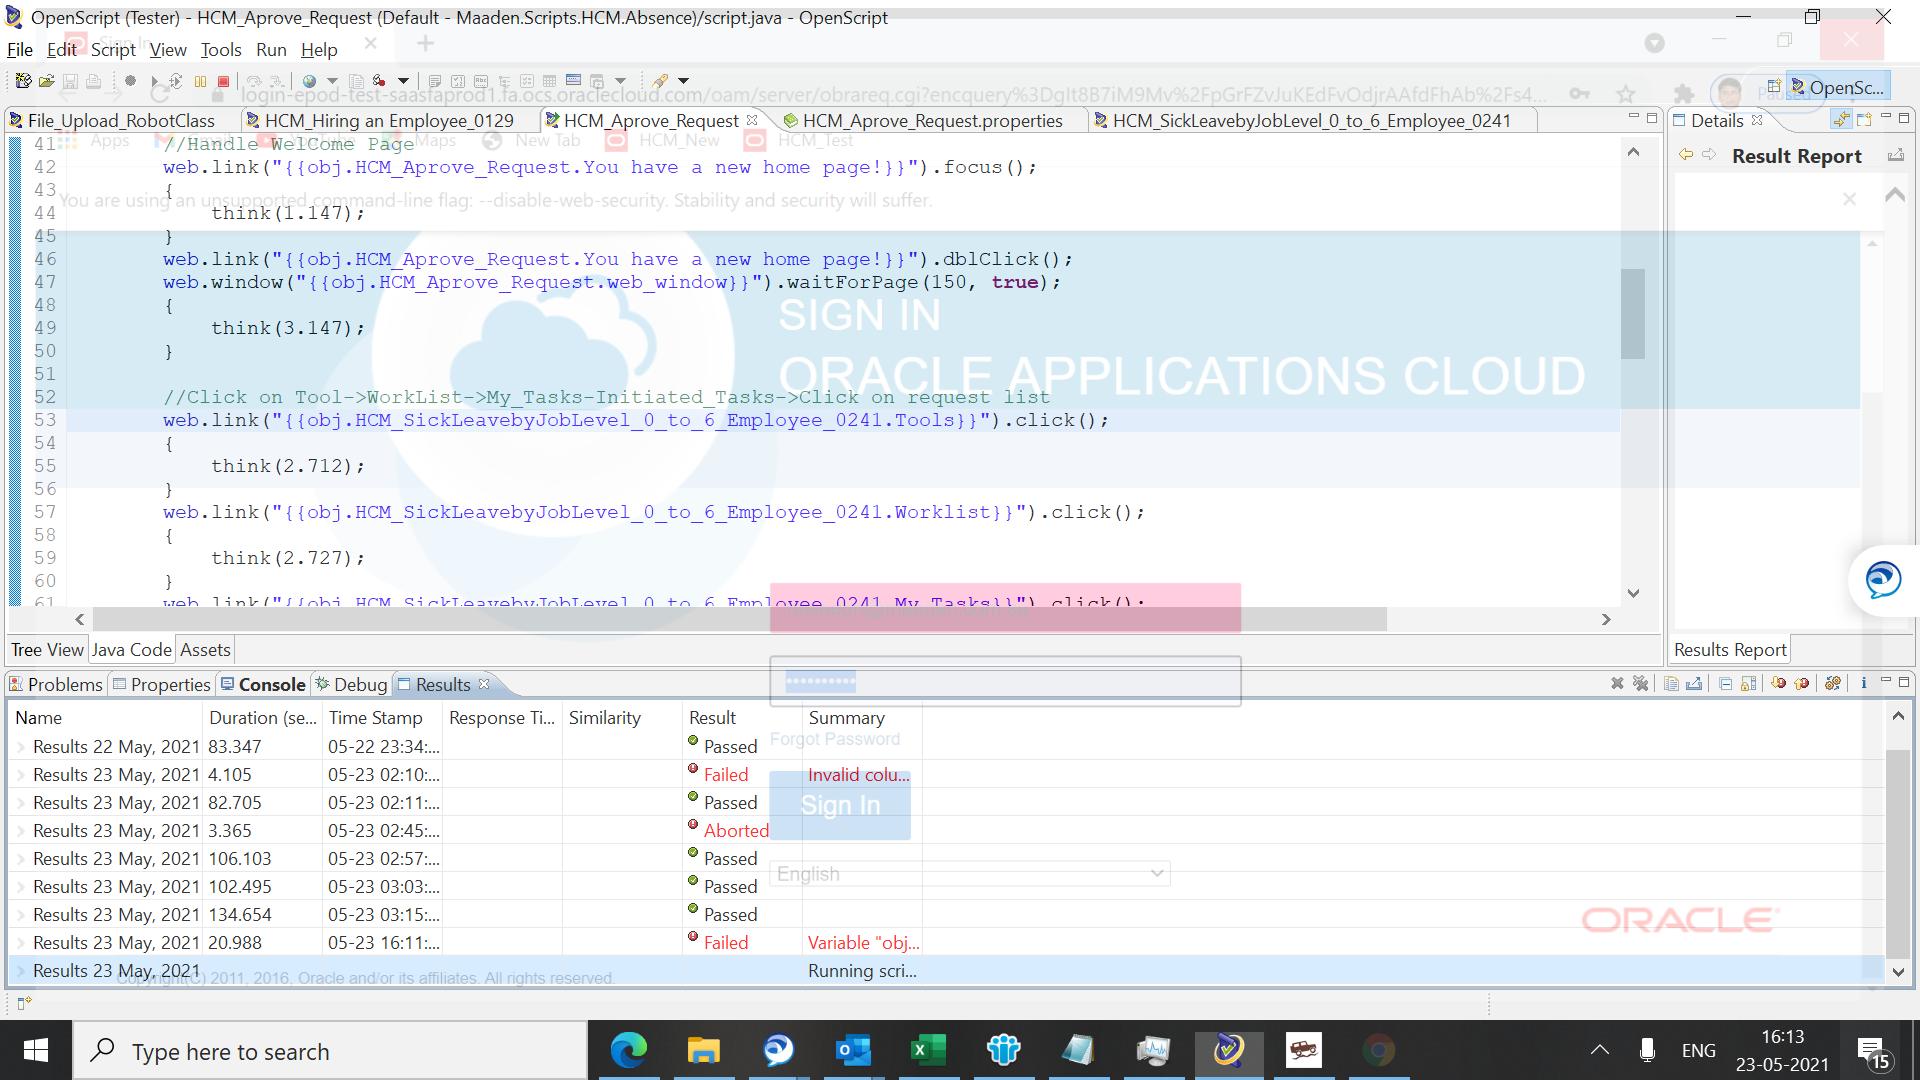 OpenScript (Tester) - HCM_Aprove_Request (Default - Maaden.Scripts.HCM.Absence)/script.java - OpenScript
Sign In
File Edit Script View Tools Run Help
login-epod-test-saasfaprod1.fa.ocs.oraclecloud.com/oam/server/obrareq.cgi?encquery%3DgIt8B7iM9Mv%2FpGrFZvJuKEdFvOdjrAAfdFhAb%2Fs4...
Paused
OpenSc...
File_Upload_RobotClass HCM_Hiring an Employee_0129 HCM_Aprove_Request HCM_Aprove_Request.properties HCM_SickLeavebyJobLevel_0_to_6_Employee_0241
Details
Apps Gmail YouTube Maps New Tab HCM_New HCM_Test
Result Report
41 //Handle Welcome Page
42 web.link("{{obj.HCM_Aprove_Request.You have a new home page!}}").focus();
43 {
You are using an unsupported command-line flag: --disable-web-security. Stability and security will suffer.
44 think(1.147);
45 }
46 web.link("{{obj.HCM_Aprove_Request.You have a new home page!}}").dblClick();
47 web.window("{{obj.HCM_Aprove_Request.web_window}}").waitForPage(150, true);
48 {
49 think(3.147);
50 }
51
SIGN IN
ORACLE APPLICATIONS CLOUD
52 //Click on Tool->WorkList->My_Tasks-Initiated_Tasks->Click on request list
53 web.link("{{obj.HCM_SickLeavebyJobLevel_0_to_6_Employee_0241.Tools}}").click();
54 {
55 think(2.712);
56 }
57 web.link("{{obj.HCM_SickLeavebyJobLevel_0_to_6_Employee_0241.Worklist}}").click();
58 {
59 think(2.727);
60 }
61 web.link("{{obj.HCM_SickLeavebyJobLevel_0_to_6_Employee_0241.My_Tasks}}").click();
Tree View Java Code Assets
Results Report
Problems Properties Console Debug Results
Name Duration (se... Time Stamp Response Ti... Similarity Result Summary
Results 22 May, 2021 83.347 05-22 23:34:... Passed
Forgot Password
Results 23 May, 2021 4.105 05-23 02:10:... Failed Invalid colu...
Results 23 May, 2021 82.705 05-23 02:11:... Passed
Sign In
Results 23 May, 2021 3.365 05-23 02:45:... Aborted
Results 23 May, 2021 106.103 05-23 02:57:... Passed
English
Results 23 May, 2021 102.495 05-23 03:03:... Passed
Results 23 May, 2021 134.654 05-23 03:15:... Passed
ORACLE
Results 23 May, 2021 20.988 05-23 16:11:... Failed Variable "obj...
Results 23 May, 2021 Running scri...
Copyright(C) 2011, 2016, Oracle and/or its affiliates. All rights reserved.
Type here to search
ENG
16:13
23-05-2021
15